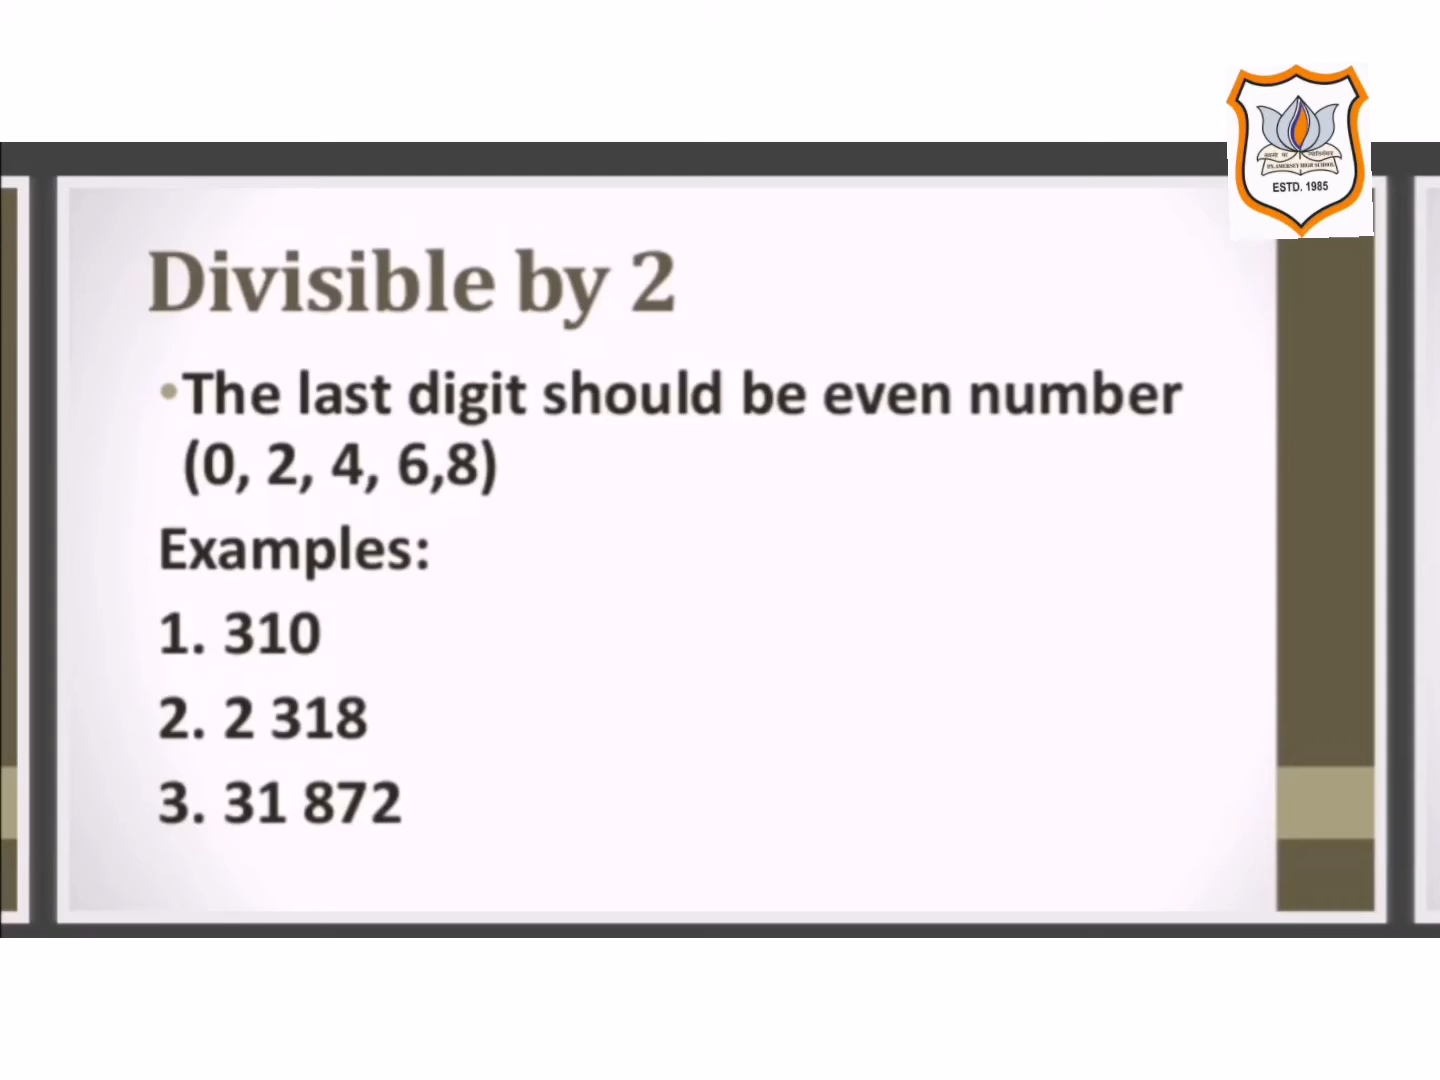 ESTD. 1985
Divisible by 2
•The last digit should be even number
(0, 2, 4, 6,8)
Examples:
1. 310
2. 2 318
3. 31 872